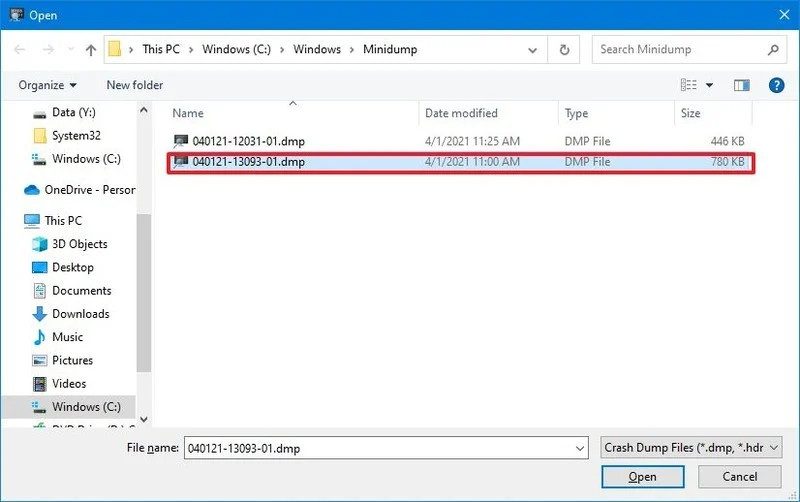 Open
This PC > Windows (C:) > Windows > Minidump
Search Minidump
Organize
New folder
Name
Date modified
Type
Size
Data (Y:)
System32
Windows (C:)
OneDrive - Person
This PC
3D Objects
Desktop
Documents
Downloads
Music
Pictures
Videos
Windows (C:)
040121-12031-01.dmp 4/1/2021 11:25 AM DMP File 446 KB
040121-13093-01.dmp 4/1/2021 11:00 AM DMP File 780 KB
File name:
040121-13093-01.dmp
Crash Dump Files (*.dmp, *.hdr
Open
Cancel